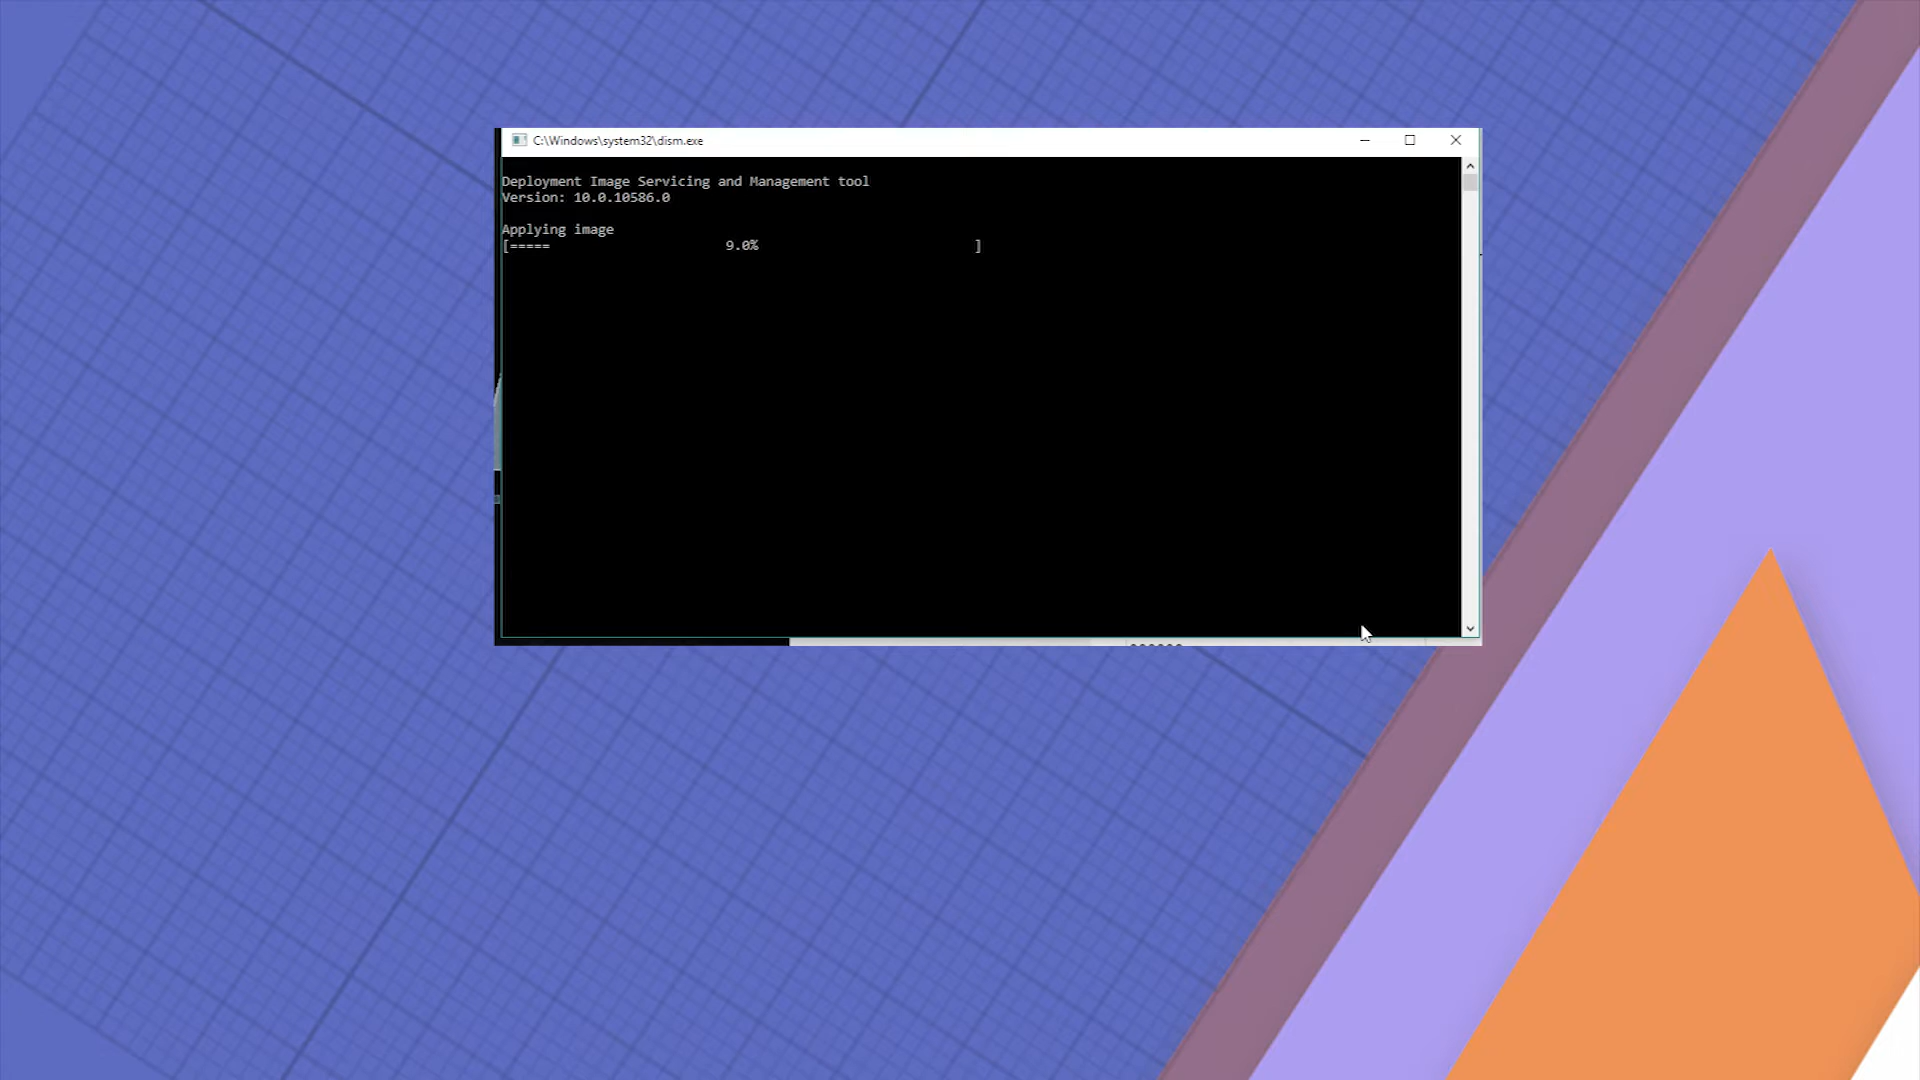 C:\Windows\system32\dism.exe
Deployment Image Servicing and Management tool
Version: 10.0.10586.0
Applying image
[=====                      9.0%                           ]